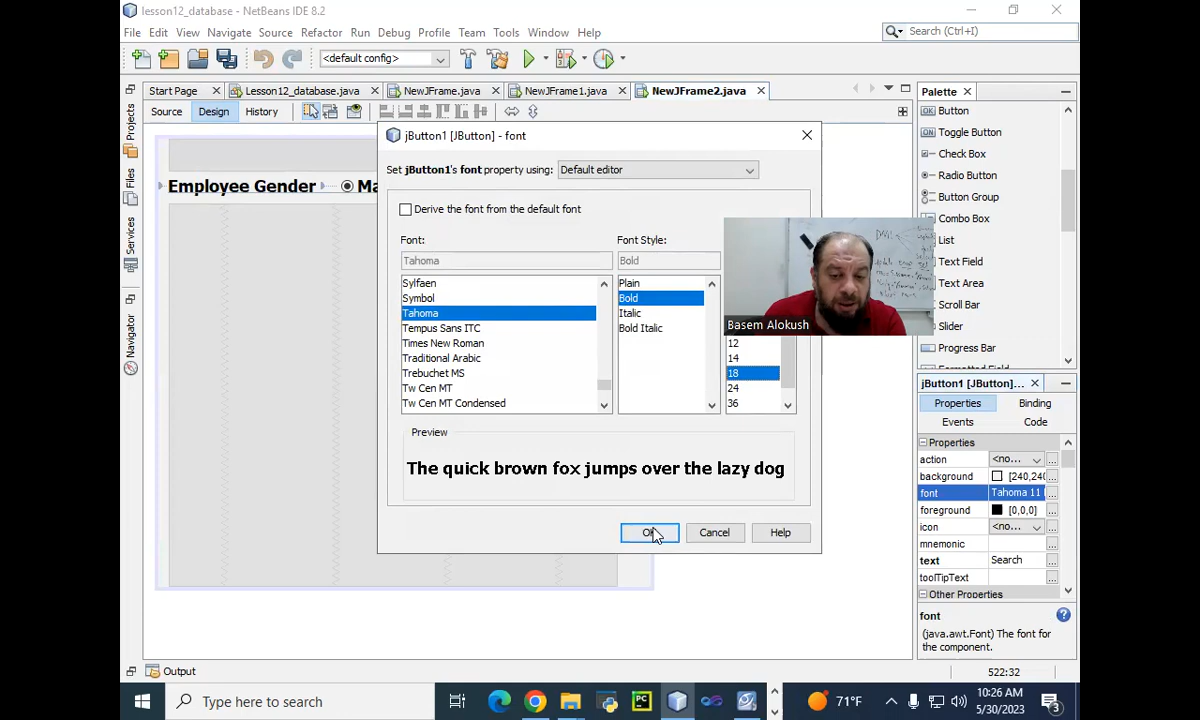 lesson12_database - NetBeans IDE 8.2
File Edit View Navigate Source Refactor Run Debug Profile Team Tools Window Help
Search (Ctrl+I)
<default config>
Start Page
Lesson12_database.java
NewJFrame.java
NewJFrame1.java
NewJFrame2.java
Palette
Source Design History
Projects
Files
Services
Navigator
Employee Gender
jButton1 [JButton] - font
Set jButton1's font property using: Default editor
Derive the font from the default font
Font:
Font Style:
Tahoma
Bold
Sylfaen
Symbol
Tahoma
Tempus Sans ITC
Times New Roman
Traditional Arabic
Trebuchet MS
Tw Cen MT
Tw Cen MT Condensed
Plain
Bold
Italic
Bold Italic
12
14
18
24
36
Preview
The quick brown fox jumps over the lazy dog
Cancel
Help
Basem Alokush
Button
Toggle Button
Check Box
Radio Button
Button Group
Combo Box
List
Text Field
Text Area
Scroll Bar
Slider
Progress Bar
jButton1 [JButton]...
Properties Binding
Events Code
Properties
action <no... ...
background [240,240 ...
font Tahoma 11 ...
foreground [0,0,0] ...
icon <no... ...
mnemonic ...
text Search ...
toolTipText ...
Other Properties
font
(java.awt.Font) The font for
the component.
Output
522:32
Type here to search
71°F
10:26 AM
5/30/2023
3